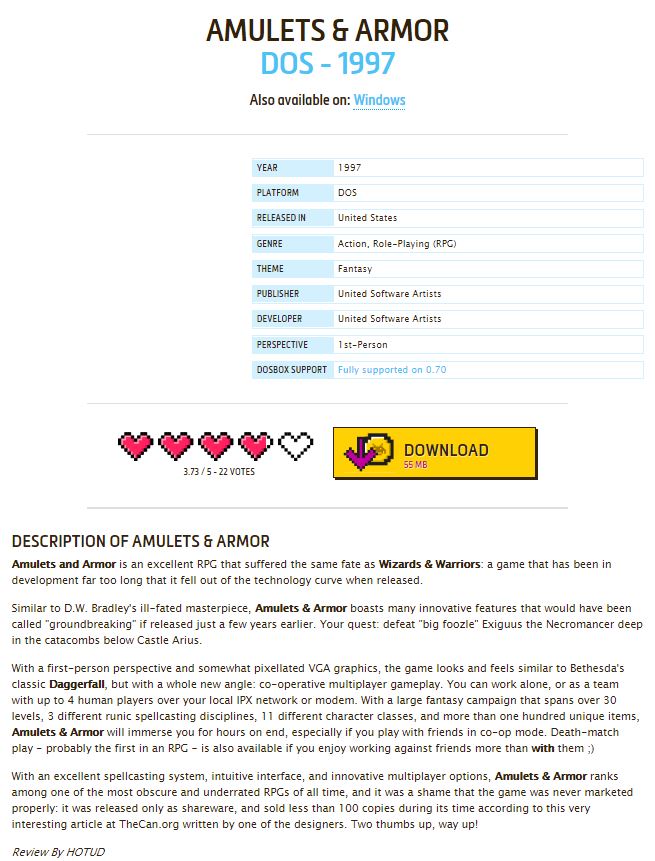 AMULETS & ARMOR
DOS - 1997
Also available on: Windows
YEAR 1997
PLATFORM DOS
RELEASED IN United States
GENRE Action, Role-Playing (RPG)
THEME Fantasy
PUBLISHER United Software Artists
DEVELOPER United Software Artists
PERSPECTIVE 1st-Person
DOSBOX SUPPORT Fully supported on 0.70
3.73 / 5 - 22 VOTES
DOWNLOAD
55 MB
DESCRIPTION OF AMULETS & ARMOR
Amulets and Armor is an excellent RPG that suffered the same fate as Wizards & Warriors: a game that has been in
development far too long that it fell out of the technology curve when released.
Similar to D.W. Bradley's ill-fated masterpiece, Amulets & Armor boasts many innovative features that would have been
called "groundbreaking" if released just a few years earlier. Your quest: defeat "big foozle" Exiguus the Necromancer deep
in the catacombs below Castle Arius.
With a first-person perspective and somewhat pixellated VGA graphics, the game looks and feels similar to Bethesda's
classic Daggerfall, but with a whole new angle: co-operative multiplayer gameplay. You can work alone, or as a team
with up to 4 human players over your local IPX network or modem. With a large fantasy campaign that spans over 30
levels, 3 different runic spellcasting disciplines, 11 different character classes, and more than one hundred unique items,
Amulets & Armor will immerse you for hours on end, especially if you play with friends in co-op mode. Death-match
play - probably the first in an RPG - is also available if you enjoy working against friends more than with them ;)
With an excellent spellcasting system, intuitive interface, and innovative multiplayer options, Amulets & Armor ranks
among one of the most obscure and underrated RPGs of all time, and it was a shame that the game was never marketed
properly: it was released only as shareware, and sold less than 100 copies during its time according to this very
interesting article at TheCan.org written by one of the designers. Two thumbs up, way up!
Review By HOTUD